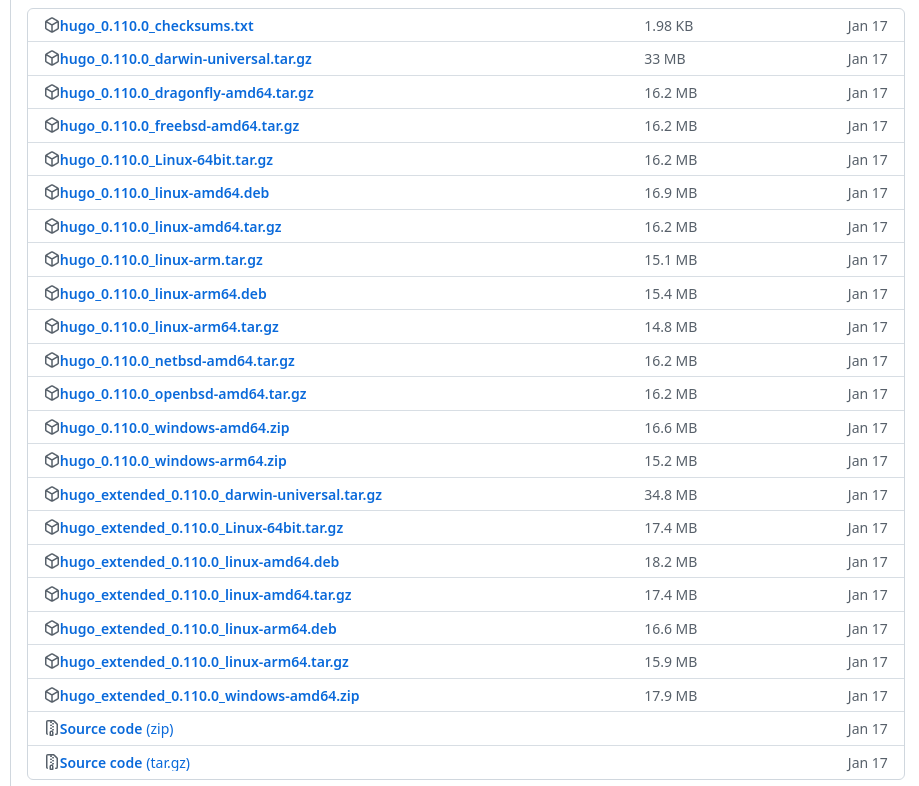 hugo_0.110.0_checksums.txt 1.98 KB Jan 17
hugo_0.110.0_darwin-universal.tar.gz 33 MB Jan 17
hugo_0.110.0_dragonfly-amd64.tar.gz 16.2 MB Jan 17
hugo_0.110.0_freebsd-amd64.tar.gz 16.2 MB Jan 17
hugo_0.110.0_Linux-64bit.tar.gz 16.2 MB Jan 17
hugo_0.110.0_linux-amd64.deb 16.9 MB Jan 17
hugo_0.110.0_linux-amd64.tar.gz 16.2 MB Jan 17
hugo_0.110.0_linux-arm.tar.gz 15.1 MB Jan 17
hugo_0.110.0_linux-arm64.deb 15.4 MB Jan 17
hugo_0.110.0_linux-arm64.tar.gz 14.8 MB Jan 17
hugo_0.110.0_netbsd-amd64.tar.gz 16.2 MB Jan 17
hugo_0.110.0_openbsd-amd64.tar.gz 16.2 MB Jan 17
hugo_0.110.0_windows-amd64.zip 16.6 MB Jan 17
hugo_0.110.0_windows-arm64.zip 15.2 MB Jan 17
hugo_extended_0.110.0_darwin-universal.tar.gz 34.8 MB Jan 17
hugo_extended_0.110.0_Linux-64bit.tar.gz 17.4 MB Jan 17
hugo_extended_0.110.0_linux-amd64.deb 18.2 MB Jan 17
hugo_extended_0.110.0_linux-amd64.tar.gz 17.4 MB Jan 17
hugo_extended_0.110.0_linux-arm64.deb 16.6 MB Jan 17
hugo_extended_0.110.0_linux-arm64.tar.gz 15.9 MB Jan 17
hugo_extended_0.110.0_windows-amd64.zip 17.9 MB Jan 17
Source code (zip) Jan 17
Source code (tar.gz) Jan 17